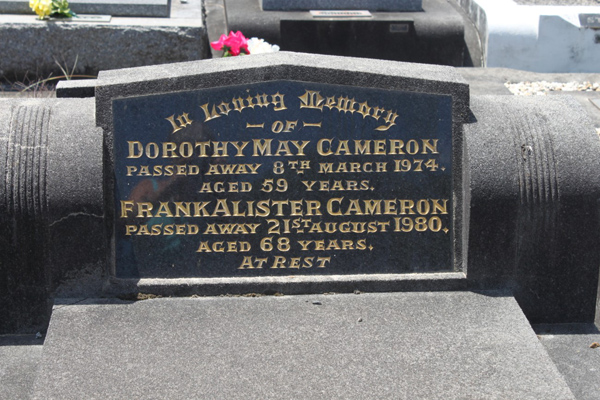 In Loving Memory
OF
DOROTHY MAY CAMERON
PASSED AWAY 8TH MARCH 1974.
AGED 59 YEARS.
FRANK ALISTER CAMERON
PASSED AWAY 21ST AUGUST 1980.
AGED 68 YEARS.
AT REST